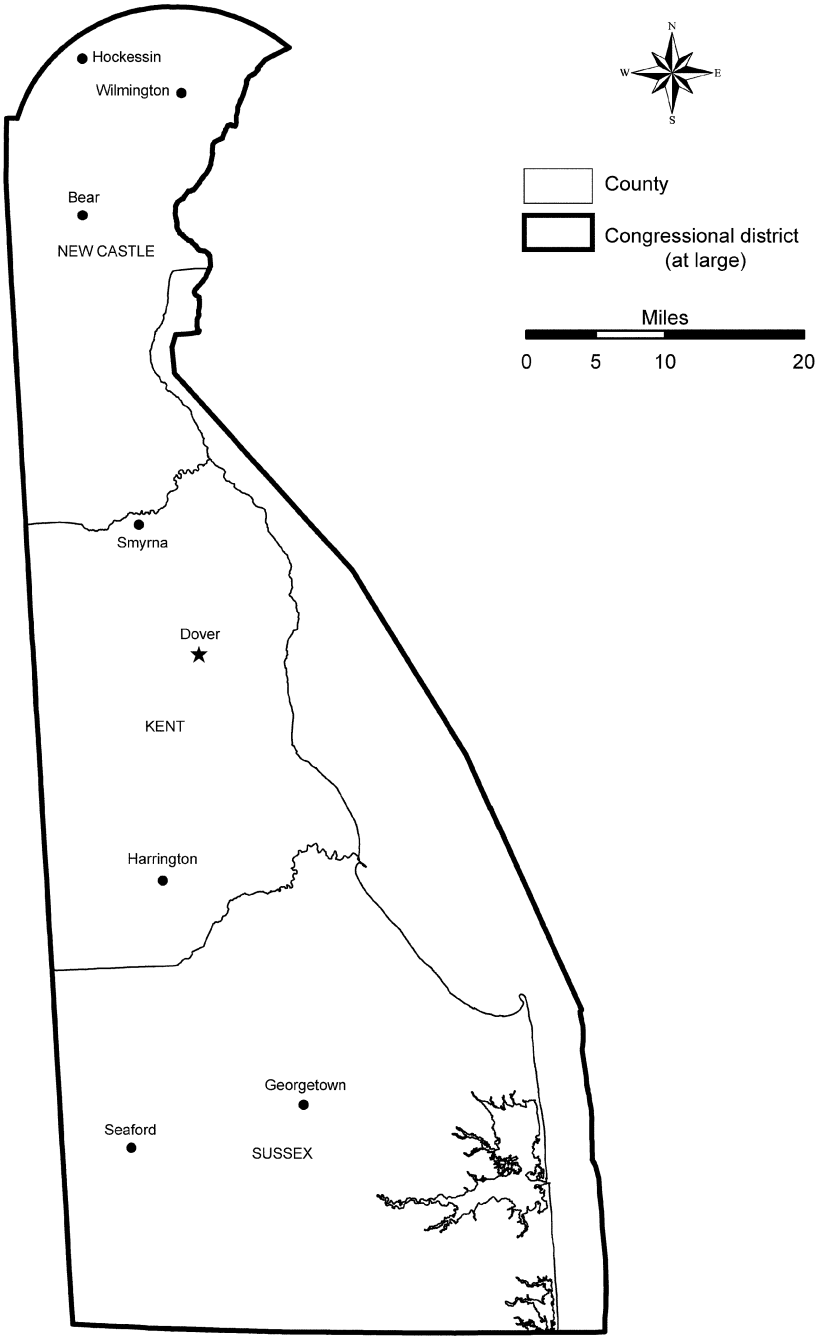 N
W E
S
Hockessin
Wilmington
County
Bear
Congressional district
(at large)
NEW CASTLE
Miles
0 5 10 20
Smyrna
Dover
KENT
Harrington
Georgetown
Seaford
SUSSEX